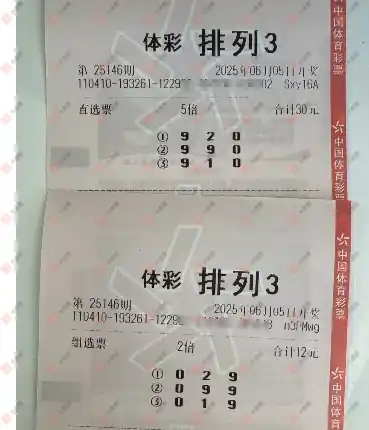 体彩 排列3
第 25146期 2025年06月05日开奖
110410-193261-1229 02 Sxy16A
直选票 5倍 合计30元
① 9 2 0
② 9 9 0
③ 9 1 0
中国体育彩票
体彩 排列3
第 25146期 2025年06月05日开奖
110410-193261-1229 8 n3PMwg
组选票 2倍 合计12元
① 0 2 9
② 0 9 9
③ 0 1 9
中国体育彩票
中国体育